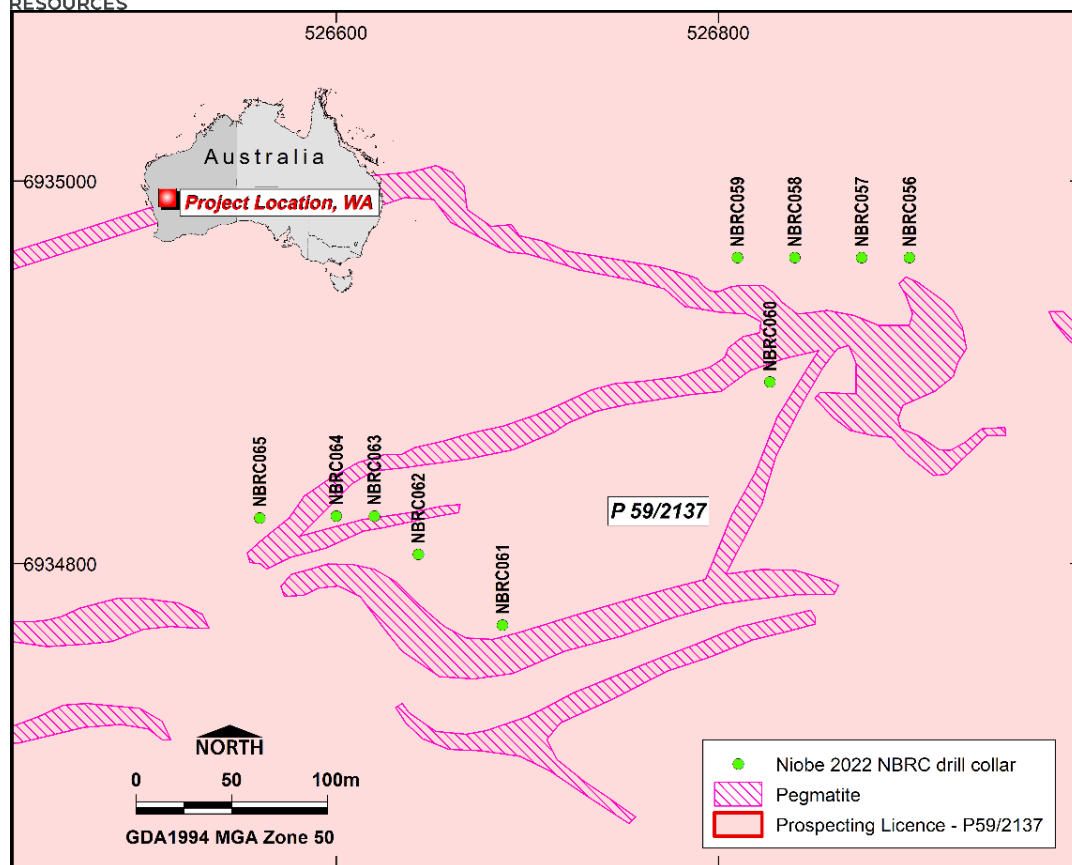 RESOURCES
526600
526800
Australia
6935000
Project Location, WA
NBRC059
NBRC058
NBRC057
NBRC056
NBRC060
NBRC065
NBRC064
NBRC063
NBRC062
P 59/2137
6934800
NBRC061
NORTH
0 50 100m
GDA1994 MGA Zone 50
Niobe 2022 NBRC drill collar
Pegmatite
Prospecting Licence - P59/2137